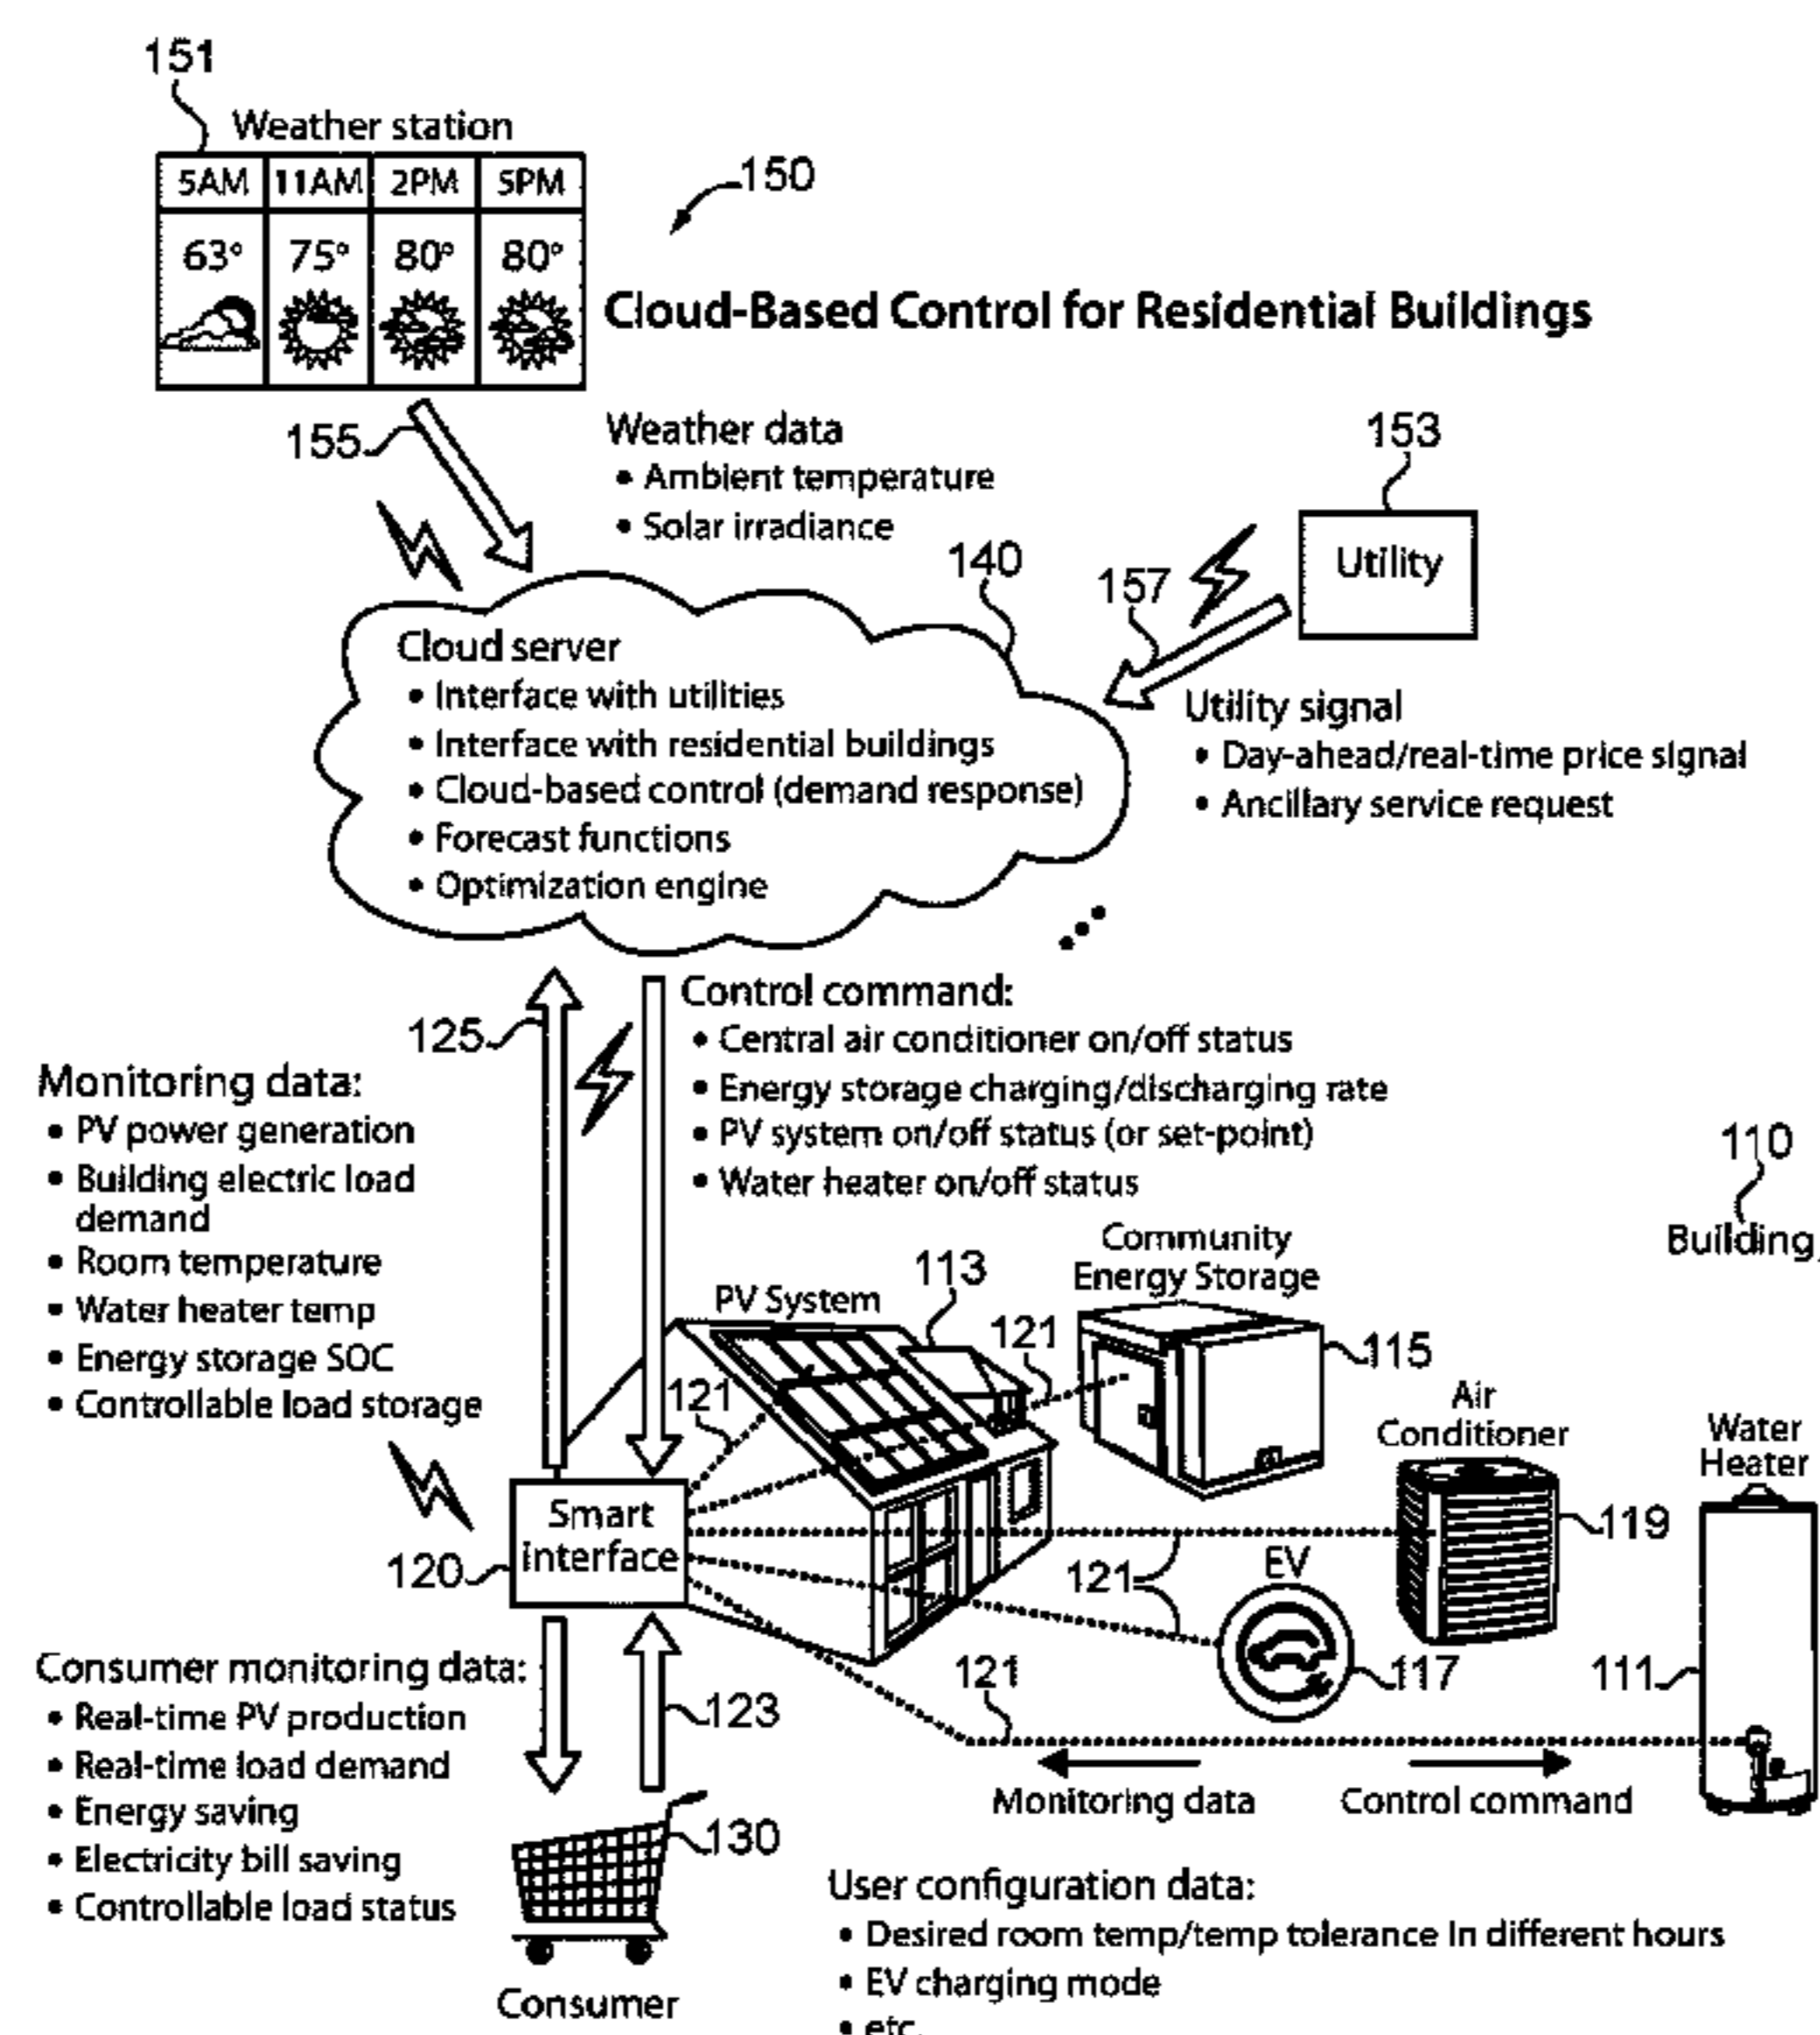 151
Weather station
5AM 11AM 2PM 5PM
63° 75° 80° 80°
150
Cloud-Based Control for Residential Buildings
155
Weather data
• Ambient temperature
• Solar irradiance
153
Utility
140
157
Cloud server
• Interface with utilities
• Interface with residential buildings
• Cloud-based control (demand response)
• Forecast functions
• Optimization engine
Utility signal
• Day-ahead/real-time price signal
• Ancillary service request
125
Control command:
• Central air conditioner on/off status
• Energy storage charging/discharging rate
• PV system on/off status (or set-point)
• Water heater on/off status
Monitoring data:
• PV power generation
• Building electric load
demand
• Room temperature
• Water heater temp
• Energy storage SOC
• Controllable load storage
110
Building
Community
Energy Storage
113
PV System
121
115
121
Air
Conditioner
Water
Heater
Smart
interface
120
119
121
EV
117
111
121
Consumer monitoring data:
• Real-time PV production
• Real-time load demand
• Energy saving
• Electricity bill saving
• Controllable load status
123
Monitoring data
Control command
130
Consumer
User configuration data:
• Desired room temp/temp tolerance in different hours
• EV charging mode
• etc.